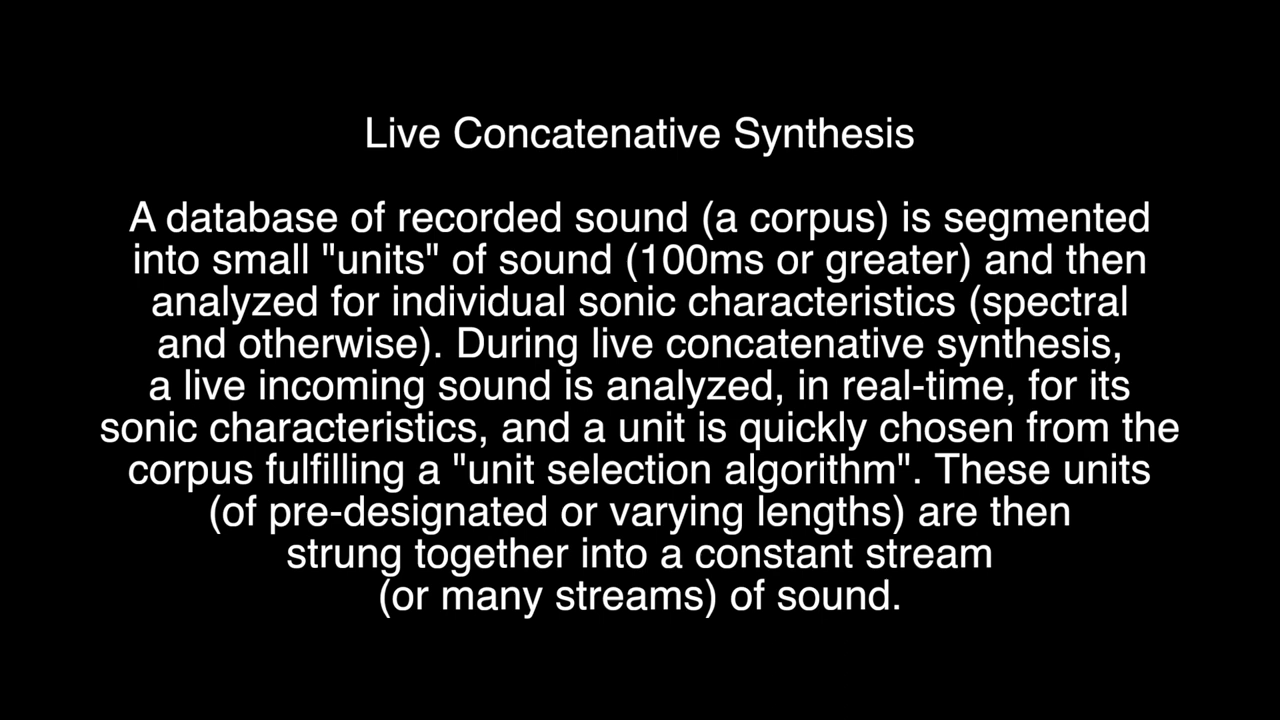 Live Concatenative Synthesis
A database of recorded sound (a corpus) is segmented
into small "units" of sound (100ms or greater) and then
analyzed for individual sonic characteristics (spectral
and otherwise). During live concatenative synthesis,
a live incoming sound is analyzed, in real-time, for its
sonic characteristics, and a unit is quickly chosen from the
corpus fulfilling a "unit selection algorithm". These units
(of pre-designated or varying lengths) are then
strung together into a constant stream
(or many streams) of sound.